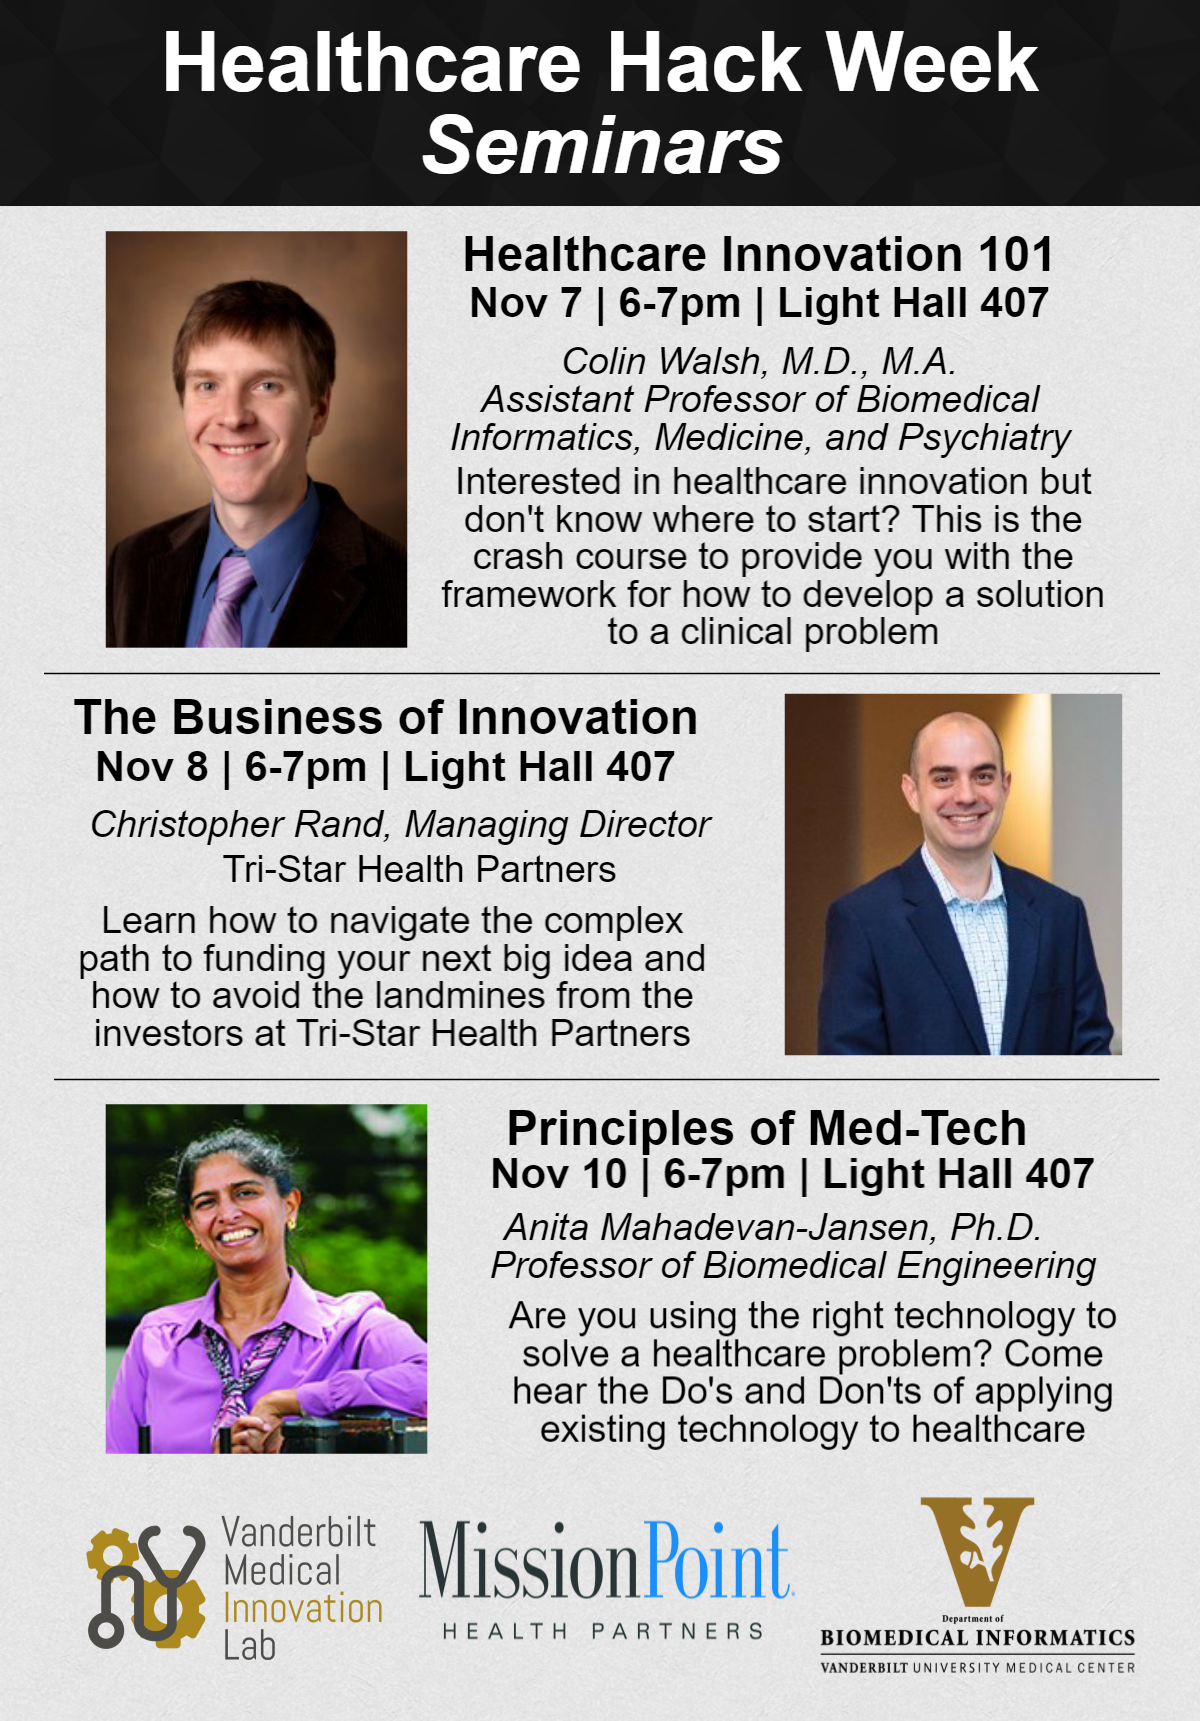 Healthcare Hack Week
Seminars
Healthcare Innovation 101
Nov 7 | 6-7pm | Light Hall 407
Colin Walsh, M.D., M.A.
Assistant Professor of Biomedical
Informatics, Medicine, and Psychiatry
Interested in healthcare innovation but
don't know where to start? This is the
crash course to provide you with the
framework for how to develop a solution
to a clinical problem
The Business of Innovation
Nov 8 | 6-7pm | Light Hall 407
Christopher Rand, Managing Director
Tri-Star Health Partners
Learn how to navigate the complex
path to funding your next big idea and
how to avoid the landmines from the
investors at Tri-Star Health Partners
Principles of Med-Tech
Nov 10 | 6-7pm | Light Hall 407
Anita Mahadevan-Jansen, Ph.D.
Professor of Biomedical Engineering
Are you using the right technology to
solve a healthcare problem? Come
hear the Do's and Don'ts of applying
existing technology to healthcare
Vanderbilt
Medical
Innovation
Lab
MissionPoint
HEALTH PARTNERS
V
Department of
BIOMEDICAL INFORMATICS
VANDERBILT UNIVERSITY MEDICAL CENTER